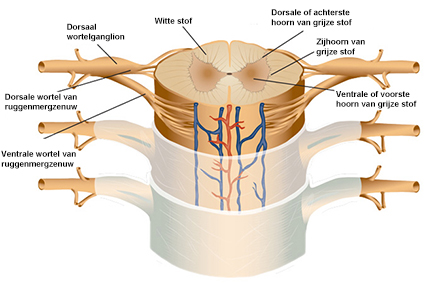 Dorsaal
wortelganglion
Witte stof
Dorsale of achterste
hoorn van grijze stof
Zijhoorn van
grijze stof
Dorsale wortel van
ruggenmergzenuw
Ventrale of voorste
hoorn van grijze stof
Ventrale wortel van
ruggenmergzenuw